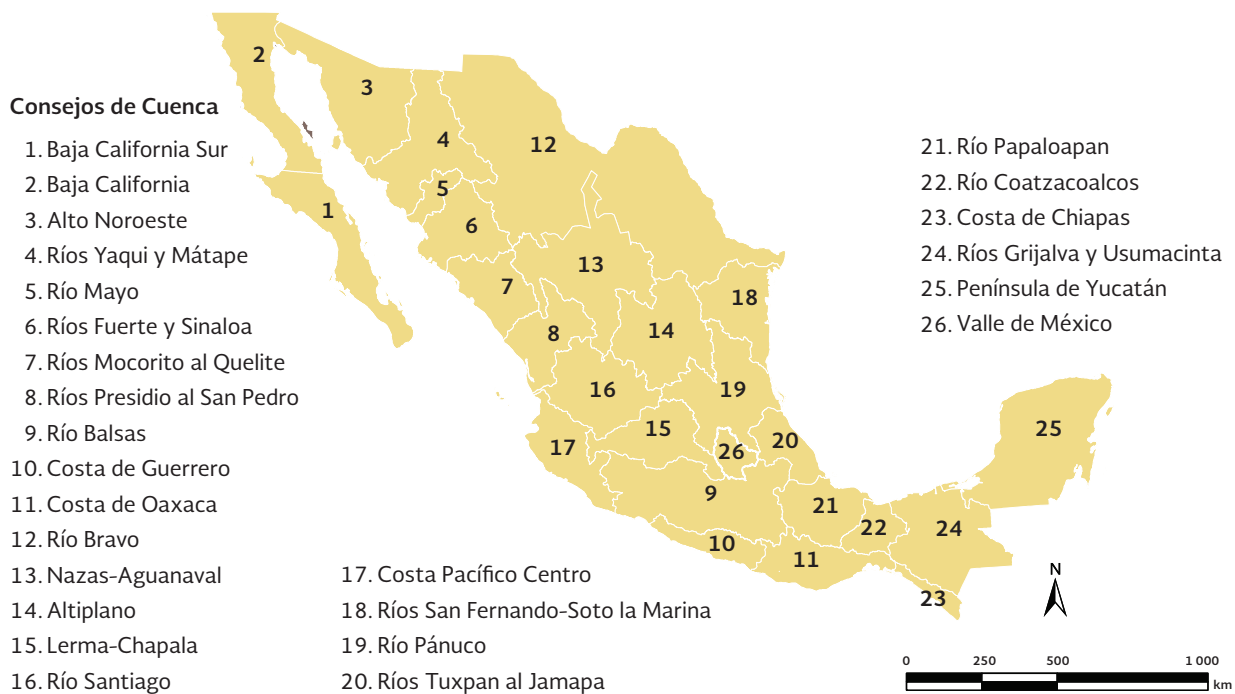 Consejos de Cuenca
1. Baja California Sur
2. Baja California
3. Alto Noroeste
4. Ríos Yaqui y Mátape
5. Río Mayo
6. Ríos Fuerte y Sinaloa
7. Ríos Mocorito al Quelite
8. Ríos Presidio al San Pedro
9. Río Balsas
10. Costa de Guerrero
11. Costa de Oaxaca
12. Río Bravo
13. Nazas-Aguanaval
14. Altiplano
15. Lerma-Chapala
16. Río Santiago
17. Costa Pacífico Centro
18. Ríos San Fernando-Soto la Marina
19. Río Pánuco
20. Ríos Tuxpan al Jamapa
21. Río Papaloapan
22. Río Coatzacoalcos
23. Costa de Chiapas
24. Ríos Grijalva y Usumacinta
25. Península de Yucatán
26. Valle de México
2
3
4
12
5
1
6
13
7
18
8
14
16
19
15
17
20
26
25
9
21
22
24
10
11
23
N
0 250 500 1 000
km